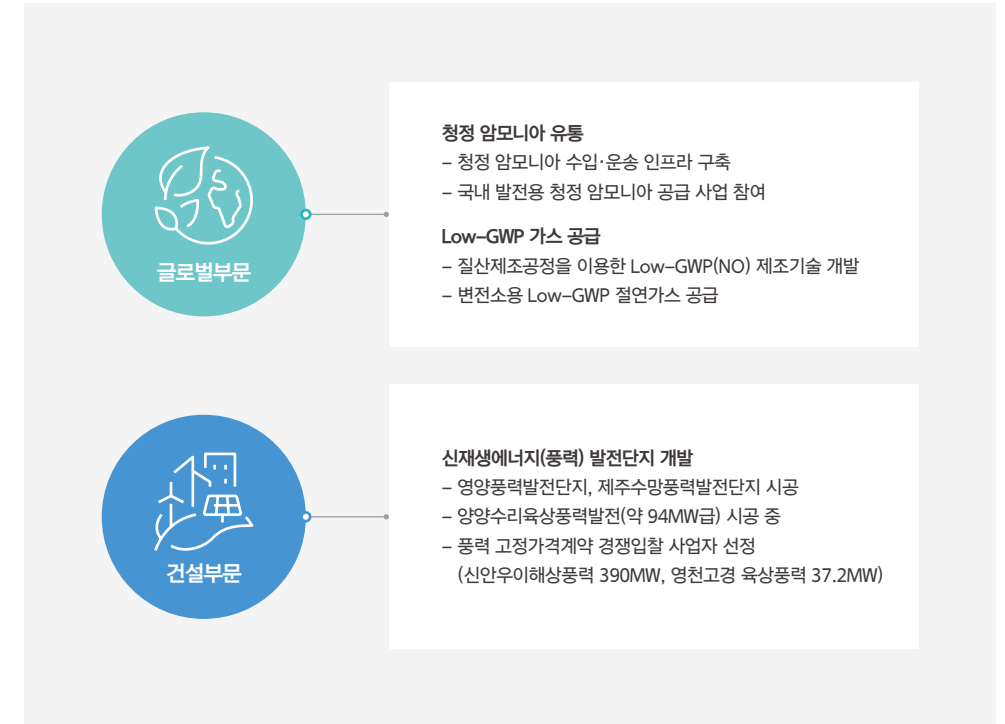 글로벌부문
청정 암모니아 유통
– 청정 암모니아 수입·운송 인프라 구축
– 국내 발전용 청정 암모니아 공급 사업 참여
Low–GWP 가스 공급
– 질산제조공정을 이용한 Low–GWP(NO) 제조기술 개발
– 변전소용 Low–GWP 절연가스 공급
건설부문
신재생에너지(풍력) 발전단지 개발
– 영양풍력발전단지, 제주수망풍력발전단지 시공
– 양양수리육상풍력발전(약 94MW급) 시공 중
– 풍력 고정가격계약 경쟁입찰 사업자 선정
(신안우이해상풍력 390MW, 영천고경 육상풍력 37.2MW)